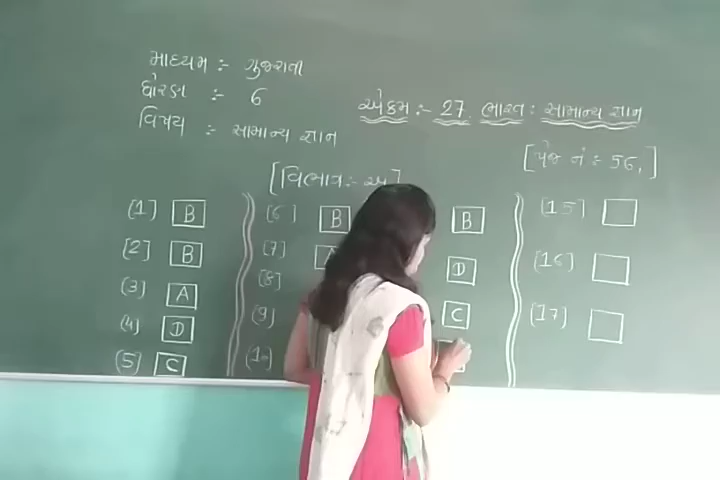 માધ્યમ :- ગુજરાતી
ધોરણ :- 6
વિષય :- સામાન્ય જ્ઞાન
એકમ :- 27. ભારત : સામાન્ય જ્ઞાન
[પેજ નં :- 56.]
[વિભાગ :- અ]
(1) B
[2] B
(3) A
(4) D
(5) C
[6] B
[7]
[8]
[9]
B
D
C
[15]
[16]
[17]